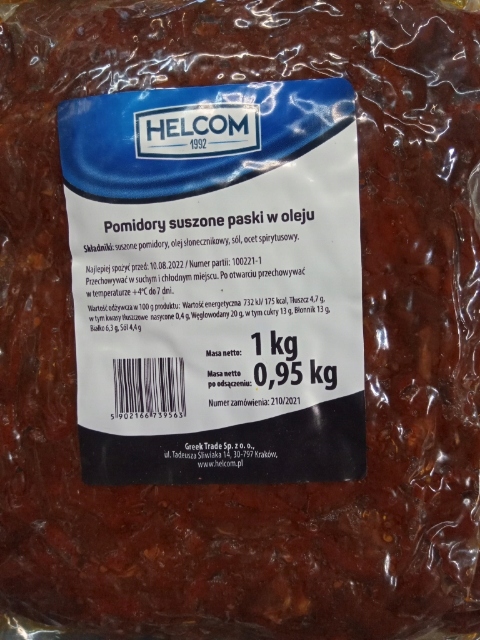 HELCOM
1992
Pomidory suszone paski w oleju
Składniki: suszone pomidory, olej słonecznikowy, sól, ocet spirytusowy.
Najlepiej spożyć przed: 10.08.2022 / Numer partii: 100221-1
Przechowywać w suchym i chłodnym miejscu. Po otwarciu przechowywać
w temperaturze +4°C do 7 dni.
Wartość odżywcza w 100 g produktu: Wartość energetyczna 732 kJ/ 175 kcal, Tłuszcz 4,7 g,
w tym kwasy tłuszczowe nasycone 0,4 g, Węglowodany 20 g, w tym cukry 13 g, Błonnik 13 g,
Białko 6,3 g, Sól 4,4 g
Masa netto: 1 kg
Masa netto
po odsączeniu: 0,95 kg
Numer zamówienia: 210/2021
5 902166 739563
Greek Trade Sp. z o. o.,
ul. Tadeusza Śliwiaka 14, 30-797 Kraków,
www.helcom.pl